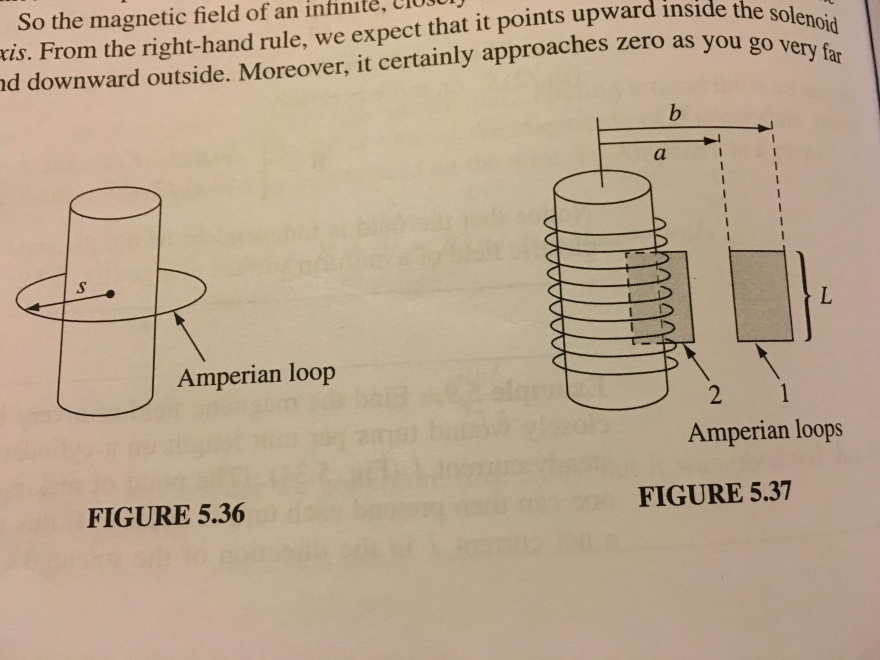 So the magnetic field of an infinite,
xis. From the right-hand rule, we expect that it points upward inside the solenoid
nd downward outside. Moreover, it certainly approaches zero as you go very far
b
a
s
L
Amperian loop
2
1
Amperian loops
FIGURE 5.36
FIGURE 5.37